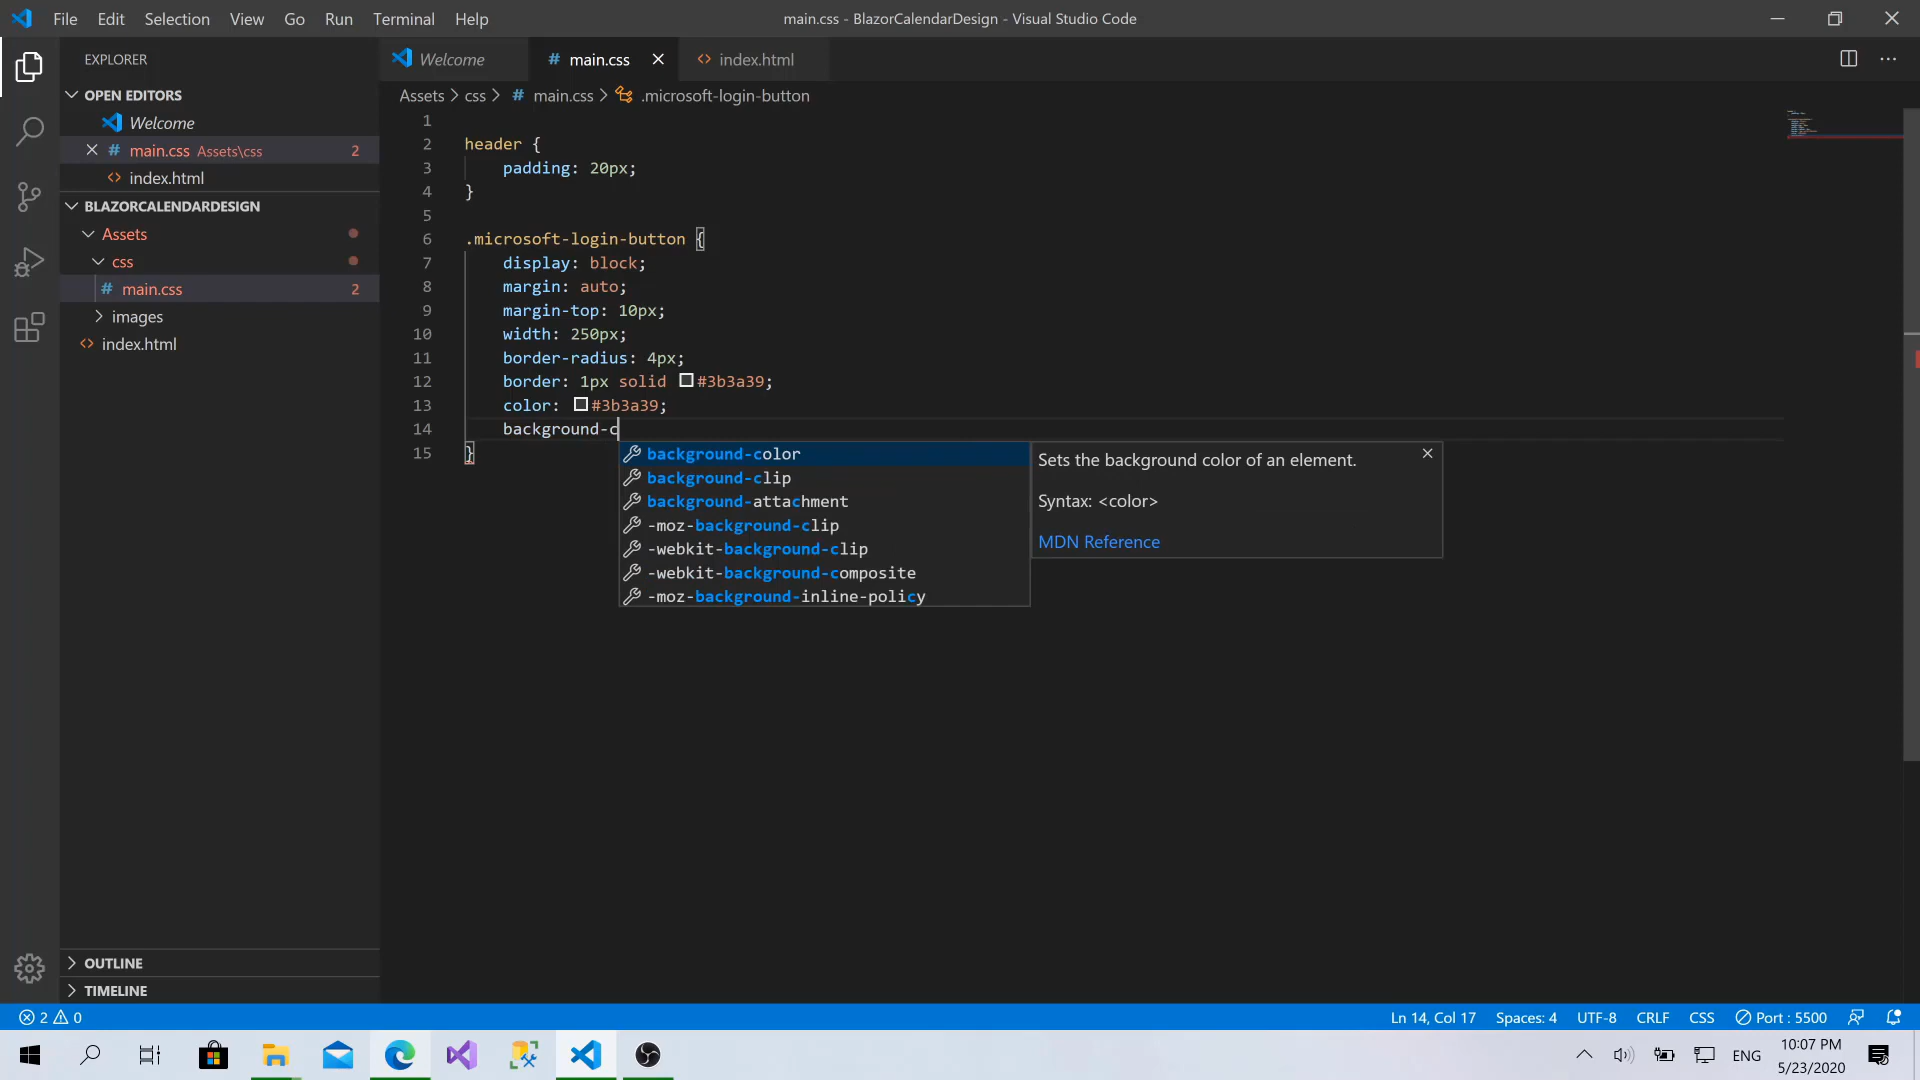 File Edit Selection View Go Run Terminal Help
main.css - BlazorCalendarDesign - Visual Studio Code
EXPLORER
OPEN EDITORS
Welcome
main.css Assets\css 2
index.html
BLAZORCALENDARDESIGN
Assets
css
main.css 2
images
index.html
OUTLINE
TIMELINE
Welcome
main.css
index.html
Assets > css > # main.css > .microsoft-login-button
1
2 header {
3 padding: 20px;
4 }
5
6 .microsoft-login-button {
7 display: block;
8 margin: auto;
9 margin-top: 10px;
10 width: 250px;
11 border-radius: 4px;
12 border: 1px solid #3b3a39;
13 color: #3b3a39;
14 background-c
15 }
background-color
background-clip
background-attachment
-moz-background-clip
-webkit-background-clip
-webkit-background-composite
-moz-background-inline-policy
Sets the background color of an element.
Syntax: <color>
MDN Reference
2 0
Ln 14, Col 17 Spaces: 4 UTF-8 CRLF CSS Port : 5500
ENG
10:07 PM
5/23/2020